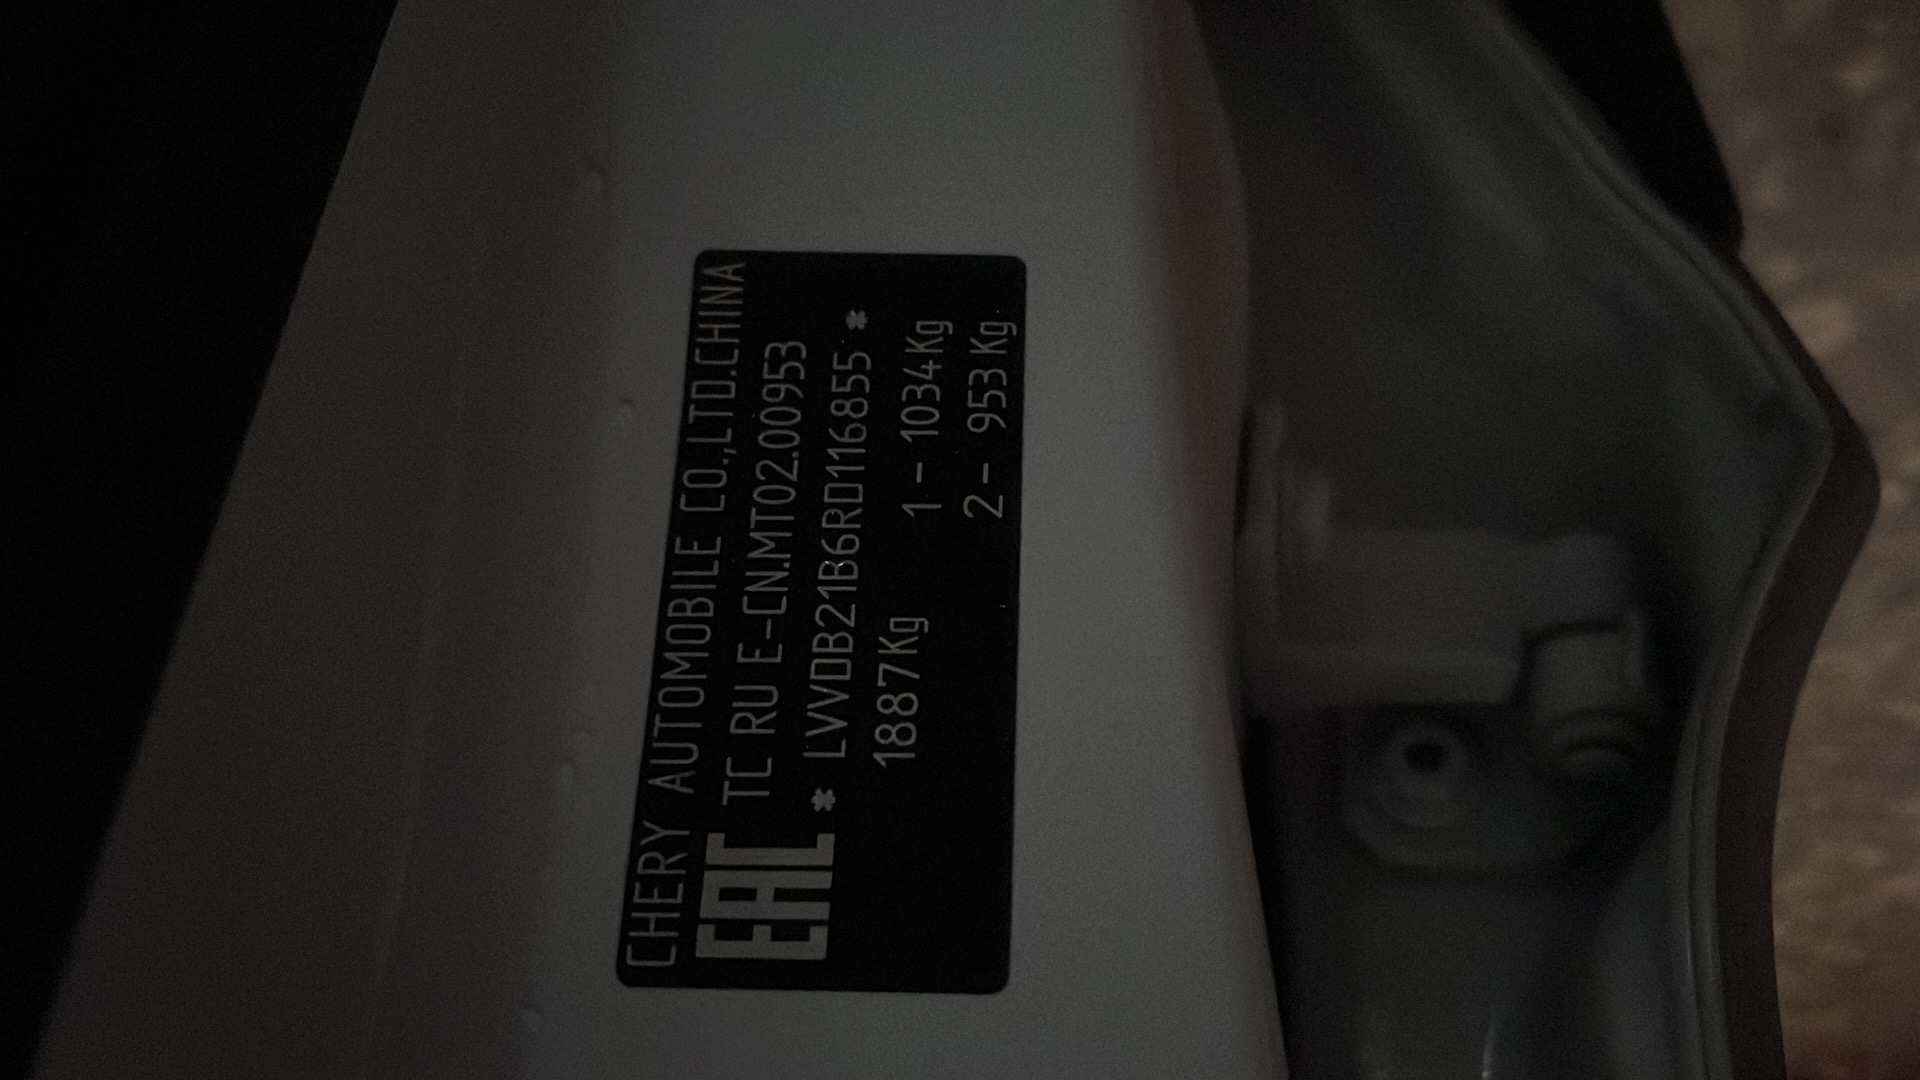 CHERY AUTOMOBILE CO.,LTD.CHINA
EAC TC RU E-CN.MT02.00953
* LVVDB21B6RD116855 *
1887Kg 1 - 1034Kg
2 - 953Kg